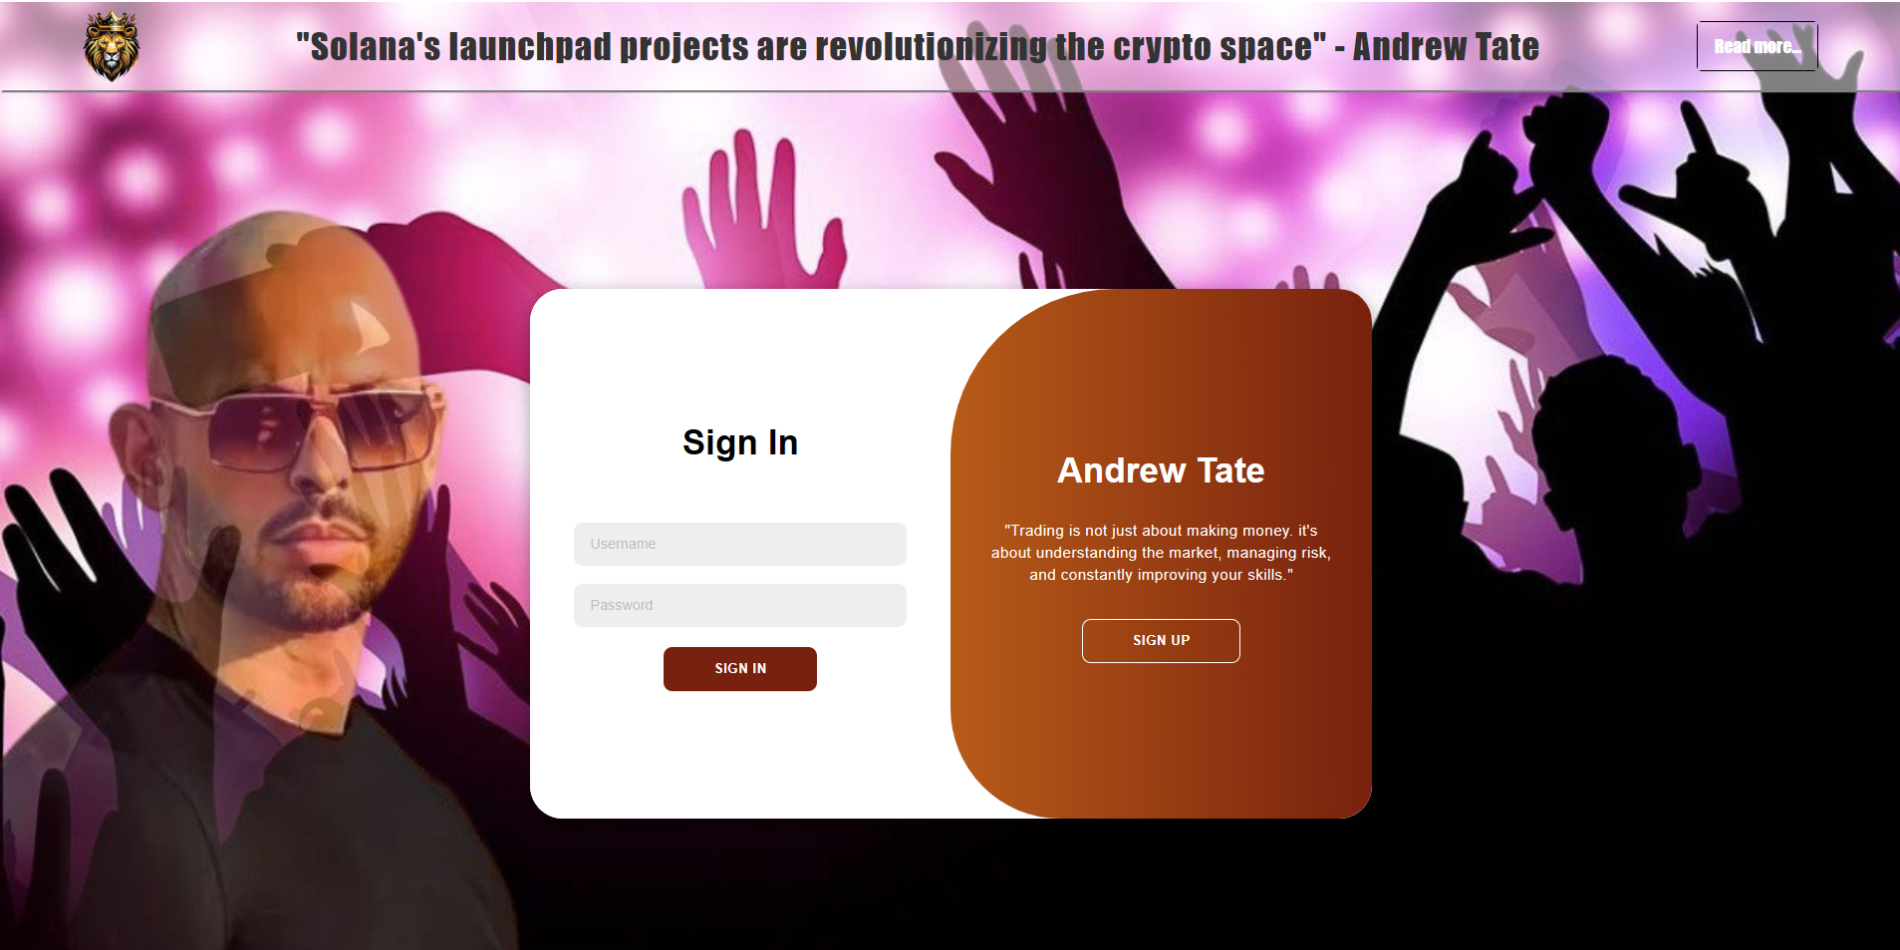 "Solana's launchpad projects are revolutionizing the crypto space" - Andrew Tate
Read more...
Sign In
Username
Password
SIGN IN
Andrew Tate
"Trading is not just about making money. it's
about understanding the market, managing risk,
and constantly improving your skills."
SIGN UP